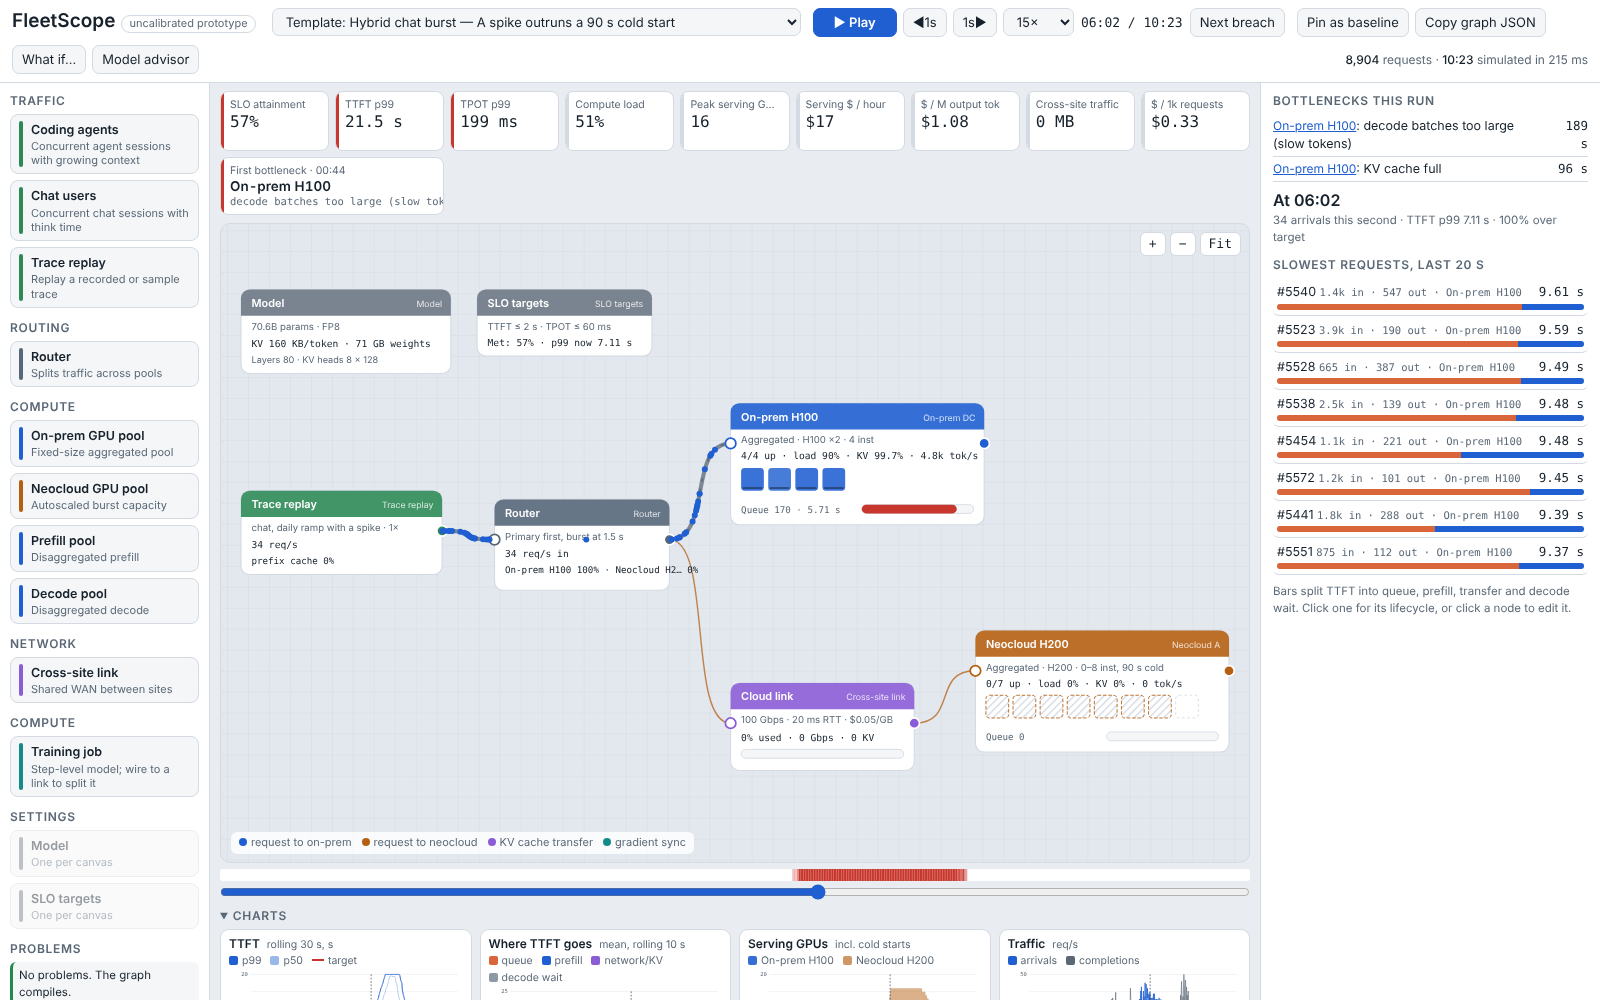 FleetScope uncalibrated prototype Template: Hybrid chat burst — A spike outruns a 90 s cold start ▶ Play ◀1s 1s▶ 15× 06:02 / 10:23 Next breach Pin as baseline Copy graph JSON
What if... Model advisor 8,904 requests · 10:23 simulated in 215 ms
TRAFFIC
Coding agents
Concurrent agent sessions
with growing context
Chat users
Concurrent chat sessions with
think time
Trace replay
Replay a recorded or sample
trace
ROUTING
Router
Splits traffic across pools
COMPUTE
On-prem GPU pool
Fixed-size aggregated pool
Neocloud GPU pool
Autoscaled burst capacity
Prefill pool
Disaggregated prefill
Decode pool
Disaggregated decode
NETWORK
Cross-site link
Shared WAN between sites
COMPUTE
Training job
Step-level model; wire to a
link to split it
SETTINGS
Model
One per canvas
SLO targets
One per canvas
PROBLEMS
No problems. The graph
compiles.
SLO attainment
57%
TTFT p99
21.5 s
TPOT p99
199 ms
Compute load
51%
Peak serving G...
16
Serving $ / hour
$17
$ / M output tok
$1.08
Cross-site traffic
0 MB
$ / 1k requests
$0.33
First bottleneck · 00:44
On-prem H100
decode batches too large (slow tok
+ − Fit
Model Model
70.6B params · FP8
KV 160 KB/token · 71 GB weights
Layers 80 · KV heads 8 × 128
SLO targets SLO targets
TTFT ≤ 2 s · TPOT ≤ 60 ms
Met: 57% · p99 now 7.11 s
On-prem H100 On-prem DC
Aggregated · H100 ×2 · 4 inst
4/4 up · load 90% · KV 99.7% · 4.8k tok/s
Queue 170 · 5.71 s
Trace replay Trace replay
chat, daily ramp with a spike · 1×
34 req/s
prefix cache 0%
Router Router
Primary first, burst at 1.5 s
34 req/s in
On-prem H100 100% · Neocloud H2… 0%
Neocloud H200 Neocloud A
Aggregated · H200 · 0–8 inst, 90 s cold
0/7 up · load 0% · KV 0% · 0 tok/s
Queue 0
Cloud link Cross-site link
100 Gbps · 20 ms RTT · $0.05/GB
0% used · 0 Gbps · 0 KV
request to on-prem request to neocloud KV cache transfer gradient sync
▼ CHARTS
TTFT rolling 30 s, s
p99 p50 target
20
Where TTFT goes mean, rolling 10 s
queue prefill network/KV
decode wait
25
Serving GPUs incl. cold starts
On-prem H100 Neocloud H200
20
Traffic req/s
arrivals completions
50
BOTTLENECKS THIS RUN
On-prem H100: decode batches too large 189
(slow tokens) s
On-prem H100: KV cache full 96 s
At 06:02
34 arrivals this second · TTFT p99 7.11 s · 100% over
target
SLOWEST REQUESTS, LAST 20 S
#5540 1.4k in · 547 out · On-prem H100 9.61 s
#5523 3.9k in · 190 out · On-prem H100 9.59 s
#5528 665 in · 387 out · On-prem H100 9.49 s
#5538 2.5k in · 139 out · On-prem H100 9.48 s
#5454 1.1k in · 221 out · On-prem H100 9.48 s
#5572 1.2k in · 101 out · On-prem H100 9.45 s
#5441 1.8k in · 288 out · On-prem H100 9.39 s
#5551 875 in · 112 out · On-prem H100 9.37 s
Bars split TTFT into queue, prefill, transfer and decode
wait. Click one for its lifecycle, or click a node to edit it.